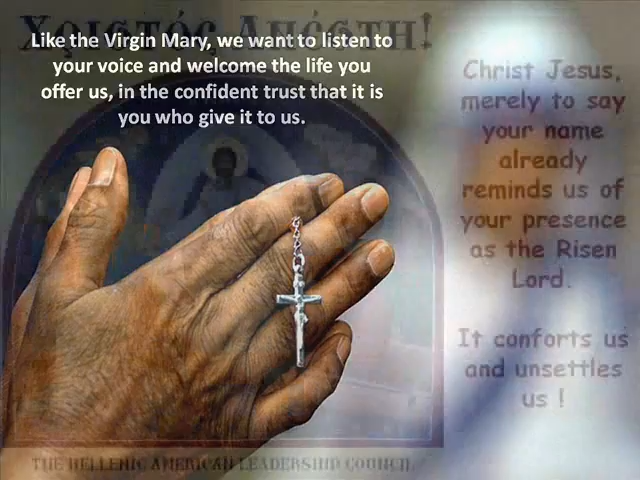 Χριστός Ανέστη!
Like the Virgin Mary, we want to listen to
your voice and welcome the life you
offer us, in the confident trust that it is
you who give it to us.
Christ Jesus,
merely to say
your name
already
reminds us of
your presence
as the Risen
Lord.
It conforts us
and unsettles
us !
THE HELLENIC AMERICAN LEADERSHIP COUNCIL